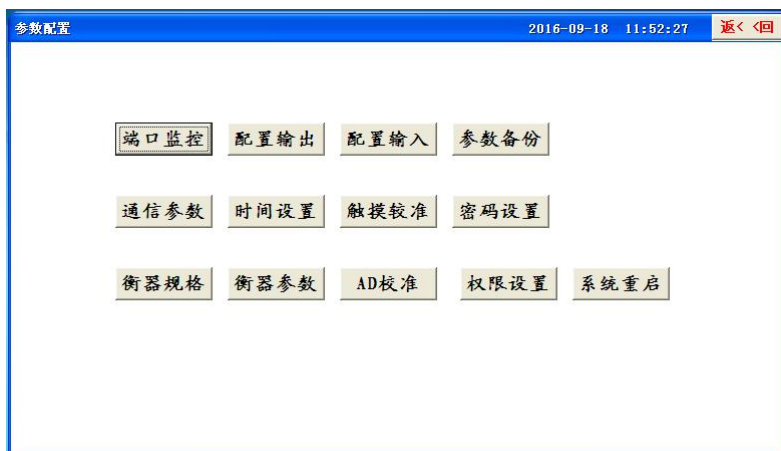 参数配置 2016-09-18 11:52:27 返< <回
端口监控 配置输出 配置输入 参数备份
通信参数 时间设置 触摸较准 密码设置
衡器规格 衡器参数 AD校准 权限设置 系统重启